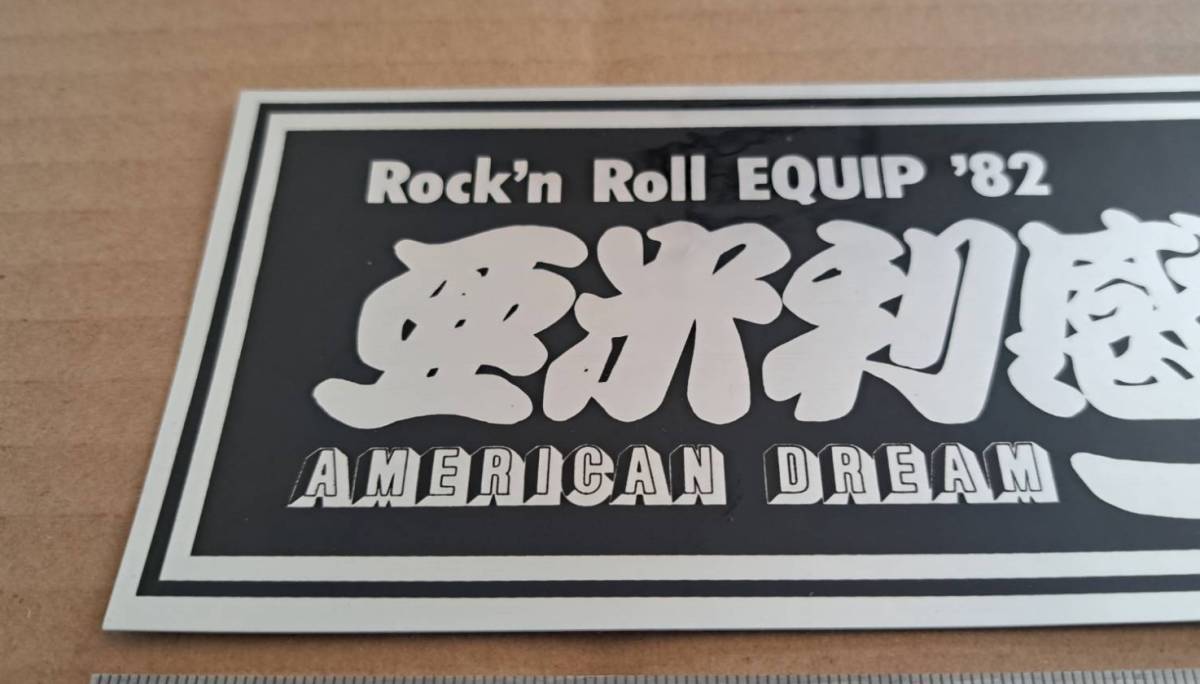 Rock'n Roll EQUIP '82
亜米利
AMERICAN DREAM